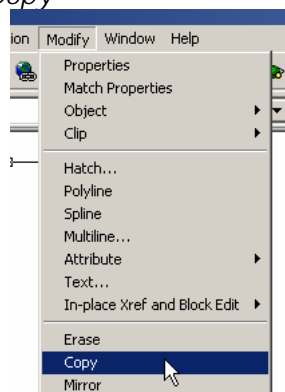 Copy
ion Modify Window Help
Properties
Match Properties
Object
Clip
Hatch...
Polyline
Spline
Multiline...
Attribute
Text...
In-place Xref and Block Edit
Erase
Copy
Mirror